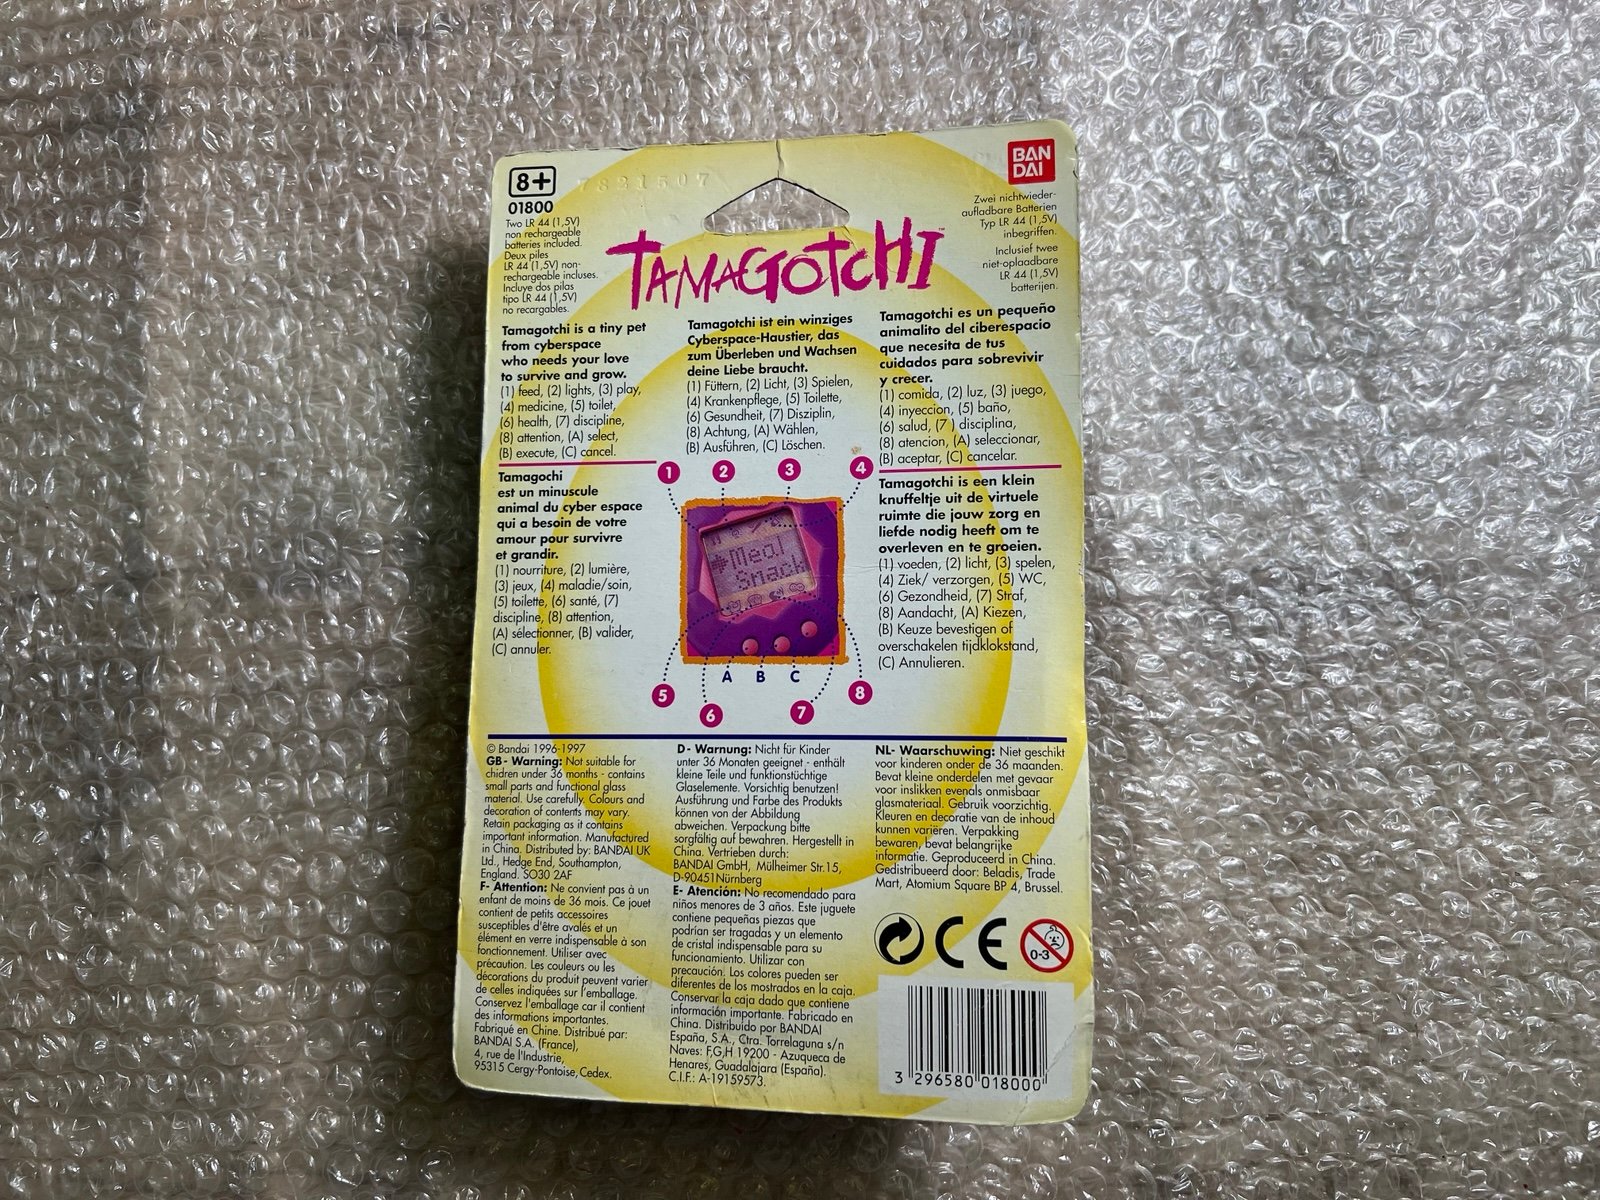 8+
01800
7821507
BAN
DAI
Two LR 44 (1,5V)
non rechargeable
batteries included.
Deux piles
LR 44 (1,5V) non-
rechargeable incluses.
Incluye dos pilas
tipo LR 44 (1,5V)
no recargables.
Zwei nichtwieder-
aufladbare Batterien
Typ LR 44 (1,5V)
inbegriffen.
Inclusief twee
niet-oplaadbare
LR 44 (1,5V)
batterijen.
TAMAGOTCHI
Tamagotchi is a tiny pet
from cyberspace
who needs your love
to survive and grow.
(1) feed, (2) lights, (3) play,
(4) medicine, (5) toilet,
(6) health, (7) discipline,
(8) attention, (A) select,
(B) execute, (C) cancel.
Tamagotchi ist ein winziges
Cyberspace-Haustier, das
zum Überleben und Wachsen
deine Liebe braucht.
(1) Füttern, (2) Licht, (3) Spielen,
(4) Krankenpflege, (5) Toilette,
(6) Gesundheit, (7) Disziplin,
(8) Achtung, (A) Wählen,
(B) Ausführen, (C) Löschen.
Tamagotchi es un pequeño
animalito del ciberespacio
que necesita de tus
cuidados para sobrevivir
y crecer.
(1) comida, (2) luz, (3) juego,
(4) inyeccion, (5) baño,
(6) salud, (7 ) disciplina,
(8) atencion, (A) seleccionar,
(B) aceptar, (C) cancelar.
Tamagochi
est un minuscule
animal du cyber espace
qui a besoin de votre
amour pour survivre
et grandir.
(1) nourriture, (2) lumière,
(3) jeux, (4) maladie/soin,
(5) toilette, (6) santé, (7)
discipline, (8) attention,
(A) sélectionner, (B) valider,
(C) annuler.
1 2 3 4
Meal
Snack
A B C
5 6 7 8
Tamagotchi is een klein
knuffeltje uit de virtuele
ruimte die jouw zorg en
liefde nodig heeft om te
overleven en te groeien.
(1) voeden, (2) licht, (3) spelen,
(4) Ziek/ verzorgen, (5) WC,
(6) Gezondheid, (7) Straf,
(8) Aandacht, (A) Kiezen,
(B) Keuze bevestigen of
overschakelen tijdklokstand,
(C) Annulieren.
© Bandai 1996-1997
GB- Warning: Not suitable for
chidren under 36 months - contains
small parts and functional glass
material. Use carefully. Colours and
decoration of contents may vary.
Retain packaging as it contains
important information. Manufactured
in China. Distributed by: BANDAI UK
Ltd., Hedge End, Southampton,
England. SO30 2AF
F- Attention: Ne convient pas à un
enfant de moins de 36 mois. Ce jouet
contient de petits accessoires
susceptibles d'être avalés et un
élément en verre indispensable à son
fonctionnement. Utiliser avec
précaution. Les couleurs ou les
décorations du produit peuvent varier
de celles indiquées sur l'emballage.
Conservez l'emballage car il contient
des informations importantes.
Fabriqué en Chine. Distribué par:
BANDAI S.A. (France),
4, rue de l'Industrie,
95315 Cergy-Pontoise, Cedex.
D- Warnung: Nicht für Kinder
unter 36 Monaten geeignet - enthält
kleine Teile und funktionstüchtige
Glaselemente. Vorsichtig benutzen!
Ausführung und Farbe des Produkts
können von der Abbildung
abweichen. Verpackung bitte
sorgfältig auf bewahren. Hergestellt in
China. Vertrieben durch:
BANDAI GmbH, Mülheimer Str.15,
D-90451Nürnberg
E- Atención: No recomendado para
niños menores de 3 años. Este juguete
contiene pequeñas piezas que
podrían ser tragadas y un elemento
de cristal indispensable para su
funcionamiento. Utilizar con
precaución. Los colores pueden ser
diferentes de los mostrados en la caja.
Conservar la caja dado que contiene
información importante. Fabricado en
China. Distribuído por BANDAI
España, S.A., Ctra. Torrelaguna s/n
Naves: F,G,H 19200 - Azuqueca de
Henares, Guadalajara (España).
C.I.F.: A-19159573.
NL- Waarschuwing: Niet geschikt
voor kinderen onder de 36 maanden.
Bevat kleine onderdelen met gevaar
voor inslikken evenals onmisbaar
glasmateriaal. Gebruik voorzichtig.
Kleuren en decoratie van de inhoud
kunnen variëren. Verpakking
bewaren, bevat belangrijke
informatie. Geproduceerd in China.
Gedistribueerd door: Beladis, Trade
Mart, Atomium Square BP 4, Brussel.
CE
0-3
3 296580 018000